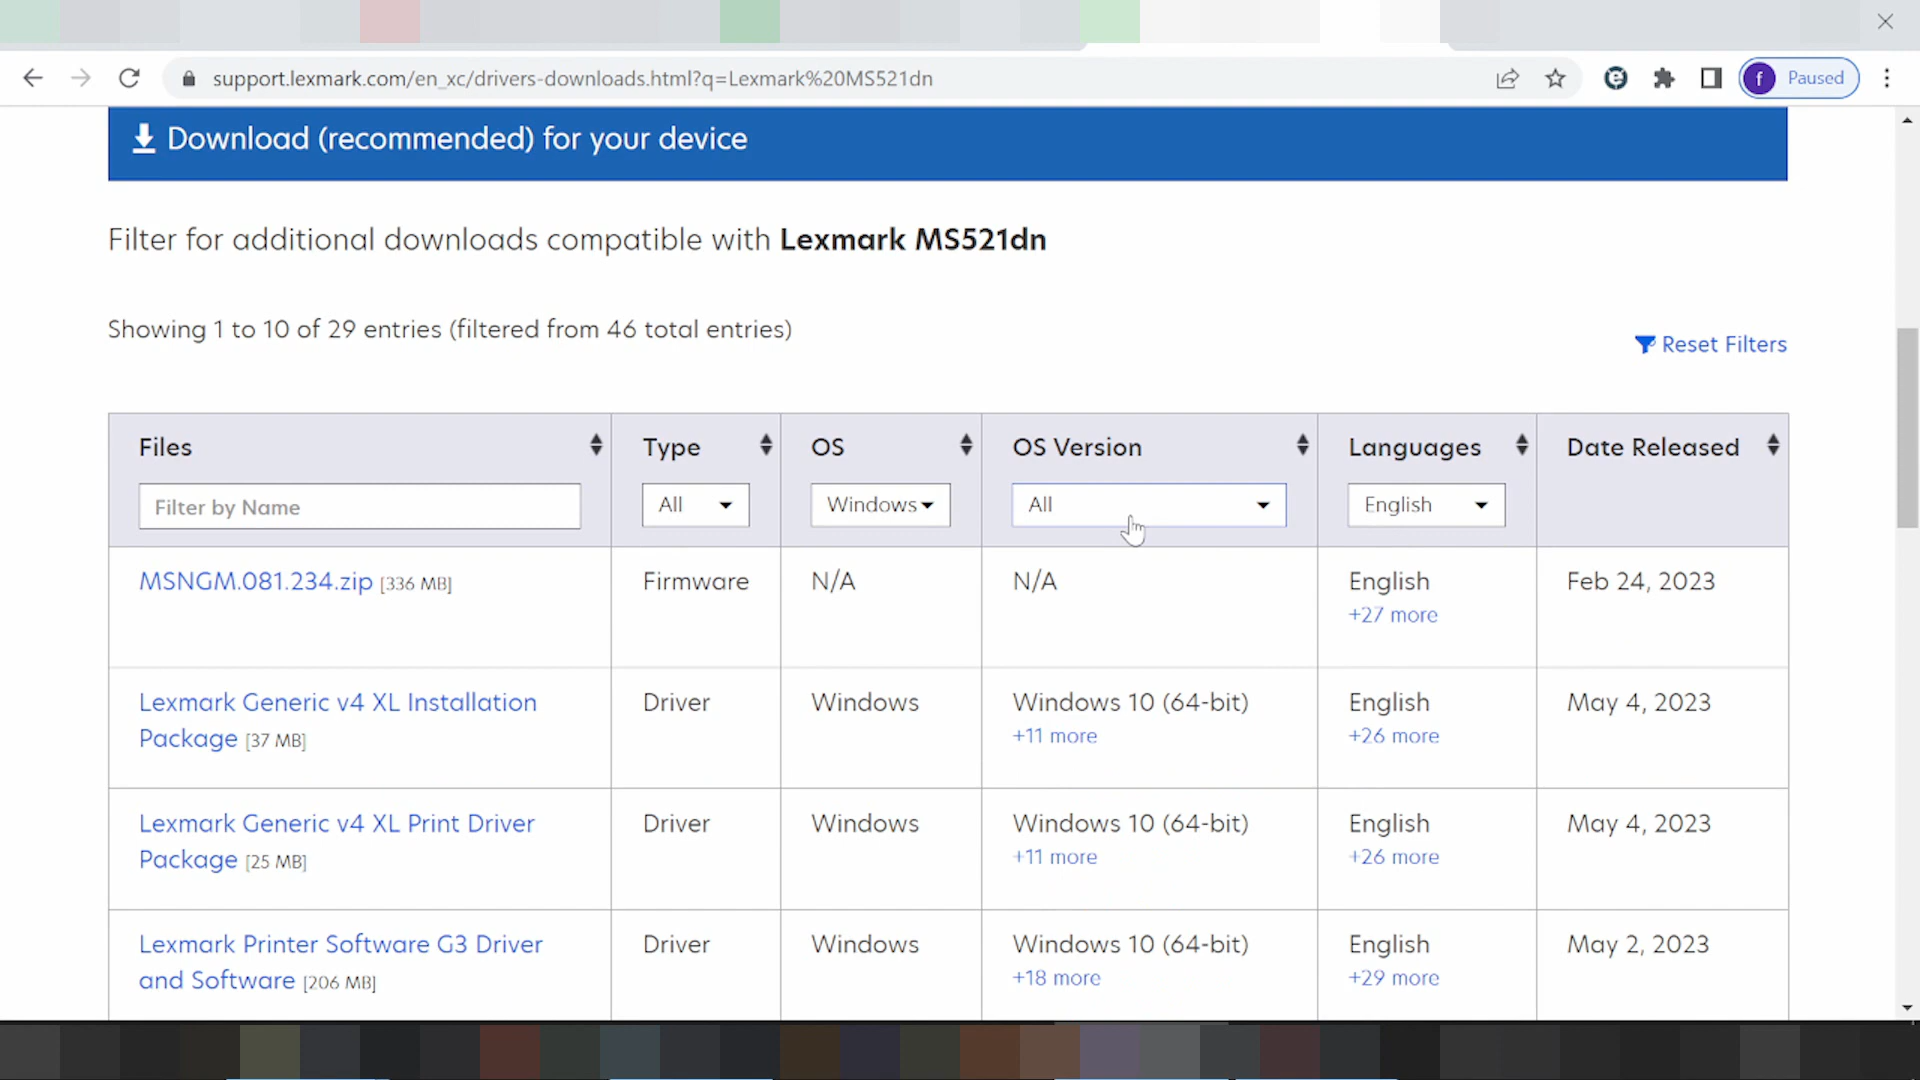 support.lexmark.com/en_xc/drivers-downloads.html?q=Lexmark%20MS521dn
f Paused
Download (recommended) for your device
Filter for additional downloads compatible with Lexmark MS521dn
Showing 1 to 10 of 29 entries (filtered from 46 total entries)
Reset Filters
Files Type OS OS Version Languages Date Released
Filter by Name All Windows All English
MSNGM.081.234.zip [336 MB] Firmware N/A N/A English Feb 24, 2023
+27 more
Lexmark Generic v4 XL Installation Driver Windows Windows 10 (64-bit) English May 4, 2023
Package [37 MB] +11 more +26 more
Lexmark Generic v4 XL Print Driver Driver Windows Windows 10 (64-bit) English May 4, 2023
Package [25 MB] +11 more +26 more
Lexmark Printer Software G3 Driver Driver Windows Windows 10 (64-bit) English May 2, 2023
and Software [206 MB] +18 more +29 more